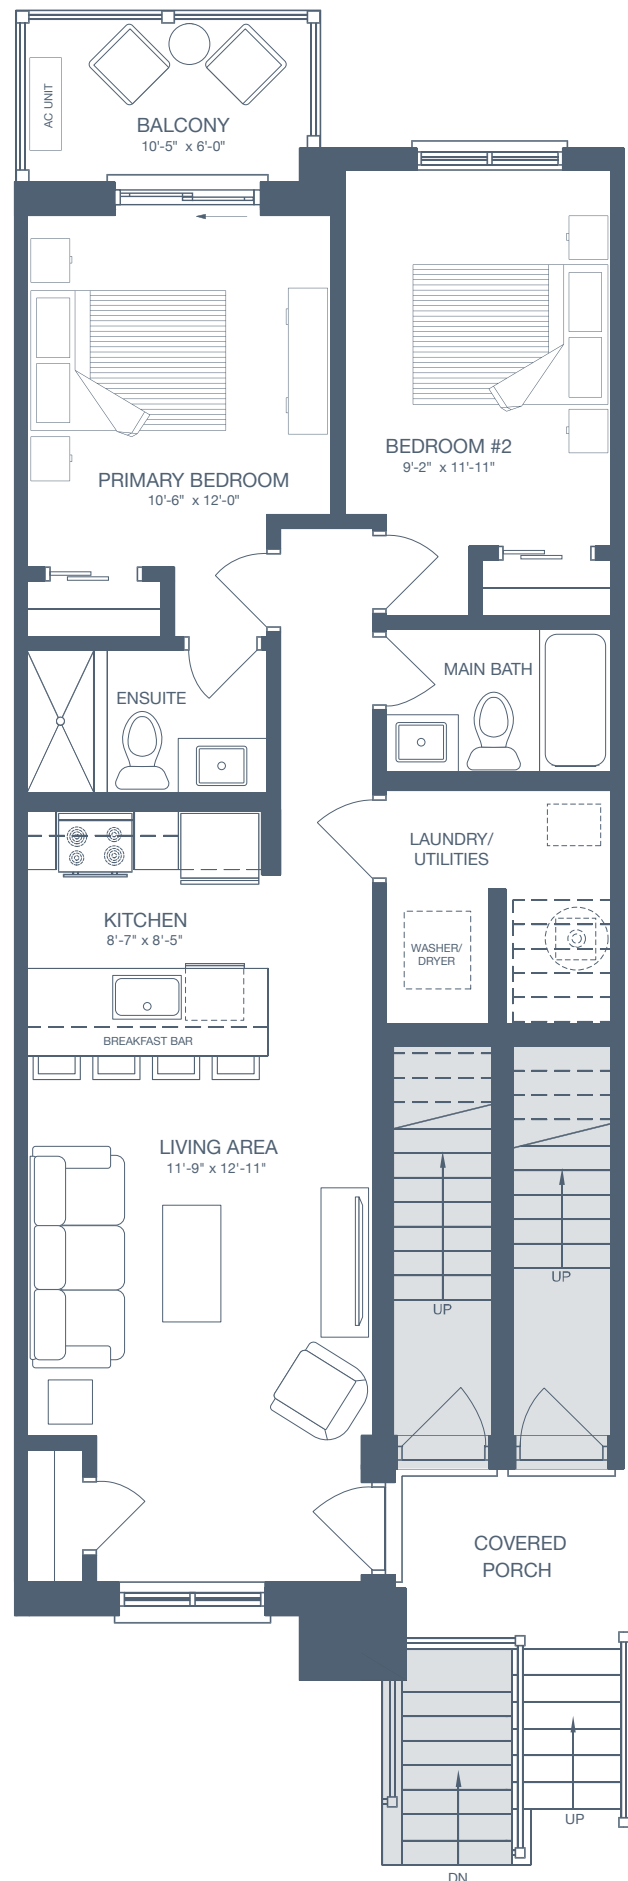 AC UNIT
BALCONY
10'-5" x 6'-0"
BEDROOM #2
9'-2" x 11'-11"
PRIMARY BEDROOM
10'-6" x 12'-0"
MAIN BATH
ENSUITE
LAUNDRY/
UTILITIES
KITCHEN
8'-7" x 8'-5"
WASHER/
DRYER
BREAKFAST BAR
LIVING AREA
11'-9" x 12'-11"
UP
UP
COVERED
PORCH
UP
DN